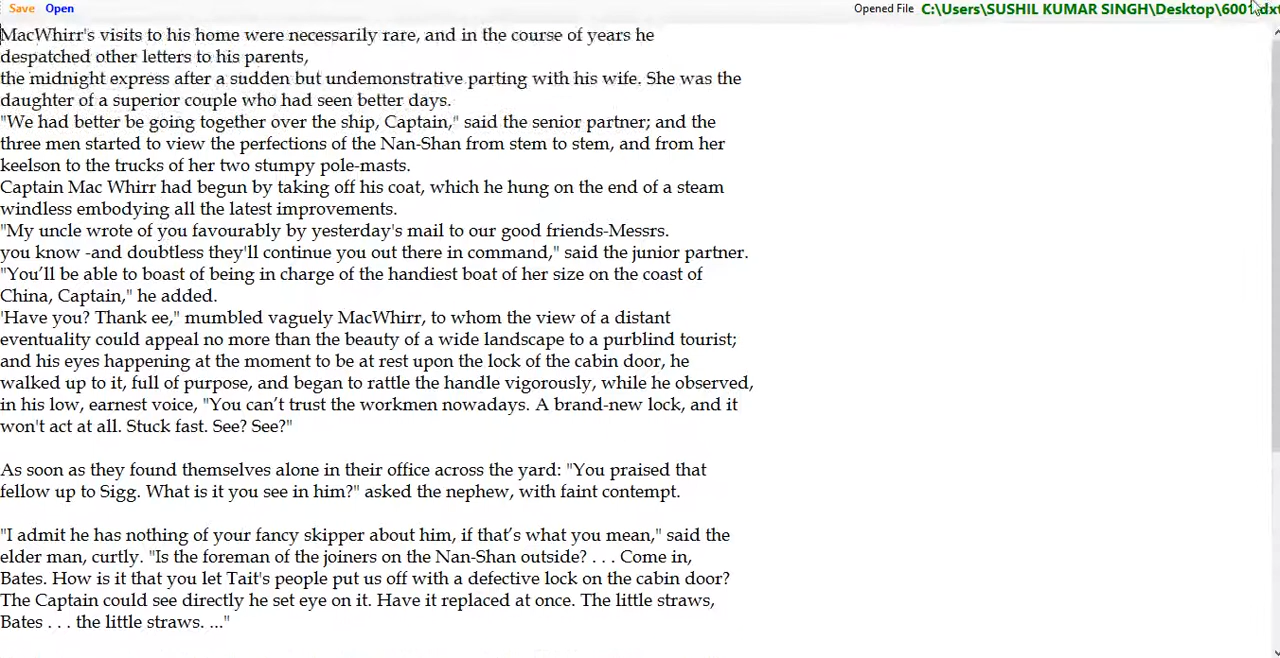 Save Open Opened File C:\Users\SUSHIL KUMAR SINGH\Desktop\6001.dxt
MacWhirr's visits to his home were necessarily rare, and in the course of years he
despatched other letters to his parents,
the midnight express after a sudden but undemonstrative parting with his wife. She was the
daughter of a superior couple who had seen better days.
"We had better be going together over the ship, Captain," said the senior partner; and the
three men started to view the perfections of the Nan-Shan from stem to stem, and from her
keelson to the trucks of her two stumpy pole-masts.
Captain Mac Whirr had begun by taking off his coat, which he hung on the end of a steam
windless embodying all the latest improvements.
"My uncle wrote of you favourably by yesterday's mail to our good friends-Messrs.
you know -and doubtless they'll continue you out there in command," said the junior partner.
"You’ll be able to boast of being in charge of the handiest boat of her size on the coast of
China, Captain," he added.
'Have you? Thank ee," mumbled vaguely MacWhirr, to whom the view of a distant
eventuality could appeal no more than the beauty of a wide landscape to a purblind tourist;
and his eyes happening at the moment to be at rest upon the lock of the cabin door, he
walked up to it, full of purpose, and began to rattle the handle vigorously, while he observed,
in his low, earnest voice, "You can’t trust the workmen nowadays. A brand-new lock, and it
won't act at all. Stuck fast. See? See?"
As soon as they found themselves alone in their office across the yard: "You praised that
fellow up to Sigg. What is it you see in him?" asked the nephew, with faint contempt.
"I admit he has nothing of your fancy skipper about him, if that’s what you mean," said the
elder man, curtly. "Is the foreman of the joiners on the Nan-Shan outside? . . . Come in,
Bates. How is it that you let Tait's people put us off with a defective lock on the cabin door?
The Captain could see directly he set eye on it. Have it replaced at once. The little straws,
Bates . . . the little straws. ..."